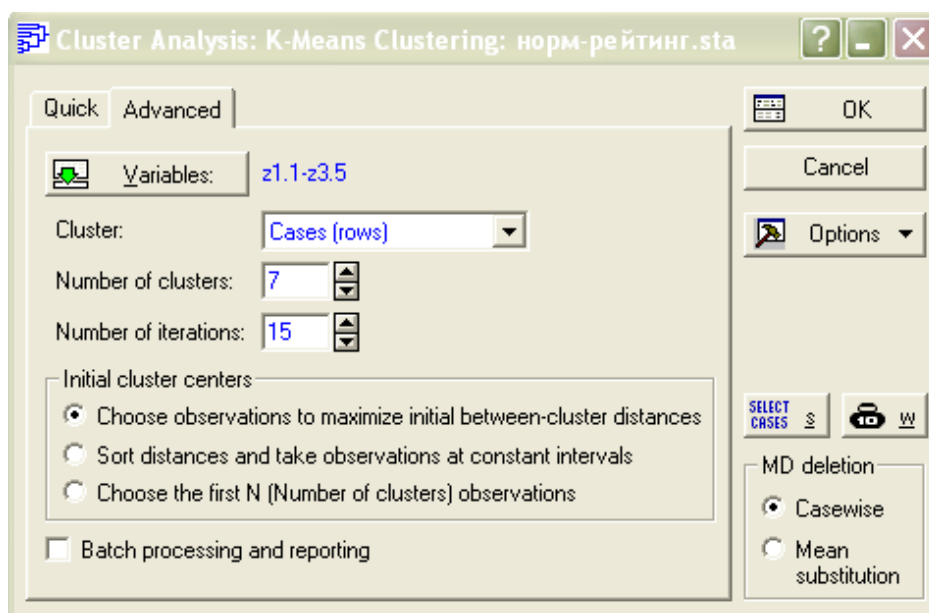 Cluster Analysis: K-Means Clustering: норм-рейтинг.sta
Quick
Advanced
OK
Cancel
Variables:
z1.1-z3.5
Cluster:
Cases (rows)
Options
Number of clusters:
7
Number of iterations:
15
Initial cluster centers
Choose observations to maximize initial between-cluster distances
Sort distances and take observations at constant intervals
Choose the first N (Number of clusters) observations
Batch processing and reporting
SELECT
CASES
S
W
MD deletion
Casewise
Mean
substitution